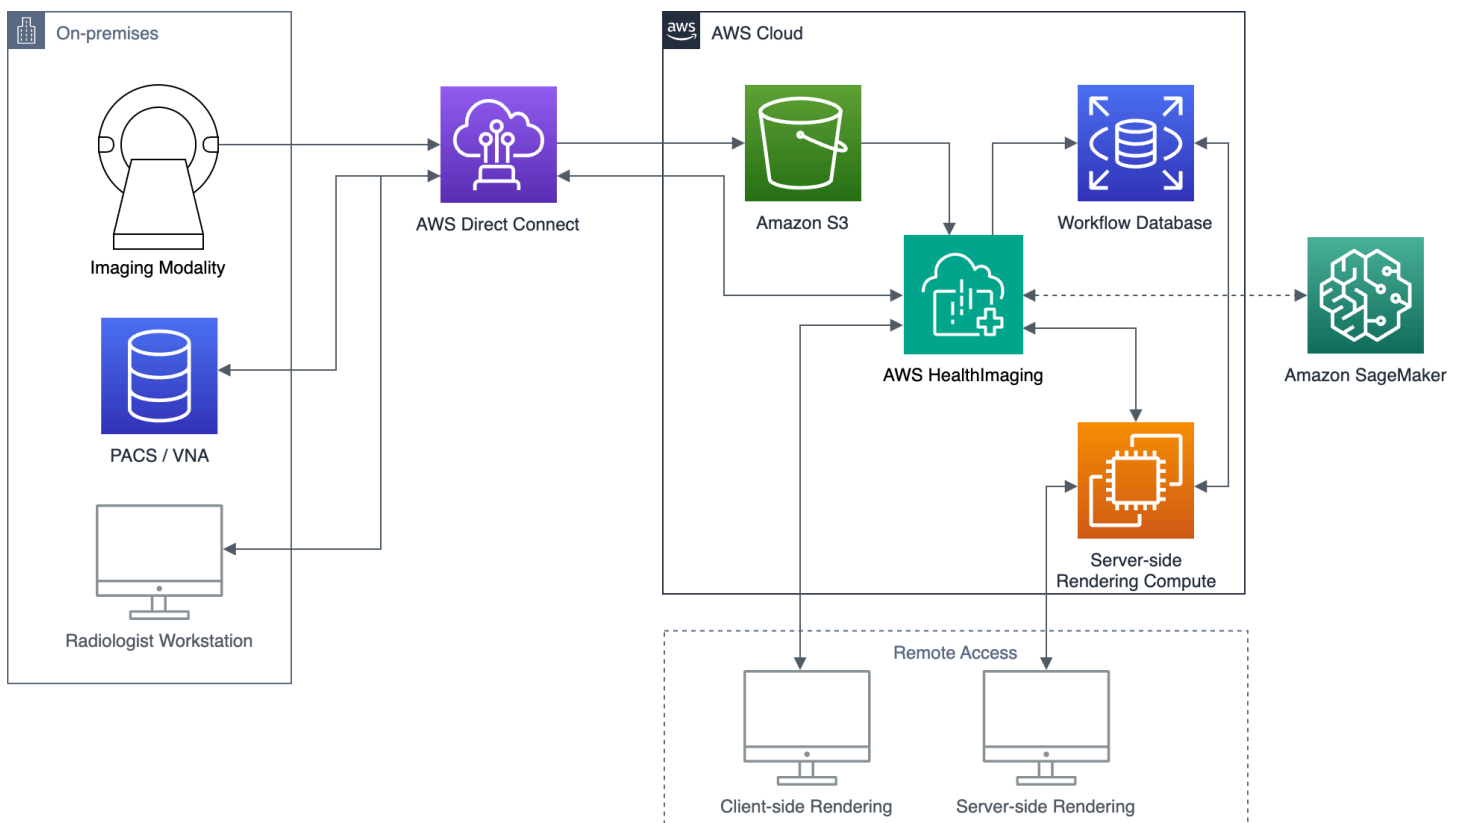 On-premises
aws
AWS Cloud
AWS Direct Connect
Amazon S3
Workflow Database
Imaging Modality
AWS HealthImaging
Amazon SageMaker
PACS / VNA
Server-side
Rendering Compute
Radiologist Workstation
Remote Access
Client-side Rendering
Server-side Rendering